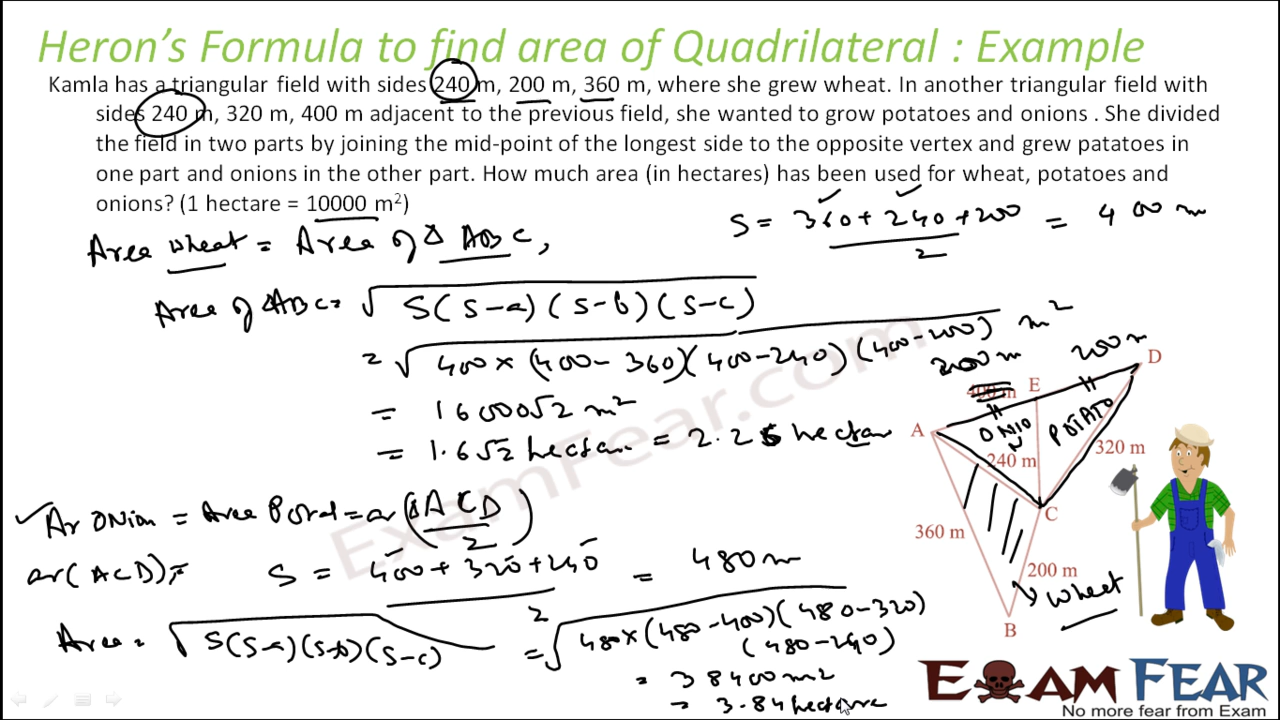 Heron's Formula to find area of Quadrilateral : Example
Kamla has a triangular field with sides 240 m, 200 m, 360 m, where she grew wheat. In another triangular field with
sides 240 m, 320 m, 400 m adjacent to the previous field, she wanted to grow potatoes and onions . She divided
the field in two parts by joining the mid-point of the longest side to the opposite vertex and grew patatoes in
one part and onions in the other part. How much area (in hectares) has been used for wheat, potatoes and
onions? (1 hectare = 10000 m²)
S = 360 + 240 + 200 / 2 = 400 m
Area wheat = Area of Δ ABC,
Area of ΔABC = √S(S-a)(S-b)(S-c)
= √400 × (400 - 360)(400 - 240)(400 - 200) m²
= 16000√2 m²
= 1.6√2 hectare = 2.26 hectare
Ar Onion = Area Potat = ar(ΔACD / 2)
ar(ACD) =
S = 400 + 320 + 240 / 2 = 480 m
Area = √S(S-a)(S-b)(S-c) = √480 × (480 - 400)(480 - 320)
(480 - 240)
= 38400 m²
= 3.84 hectare
200 m
200 m
D
400 m
E
A
ONION
POTATO
240 m
320 m
C
360 m
200 m
wheat
B
ExamFear.com
EXAM FEAR
No more fear from Exam